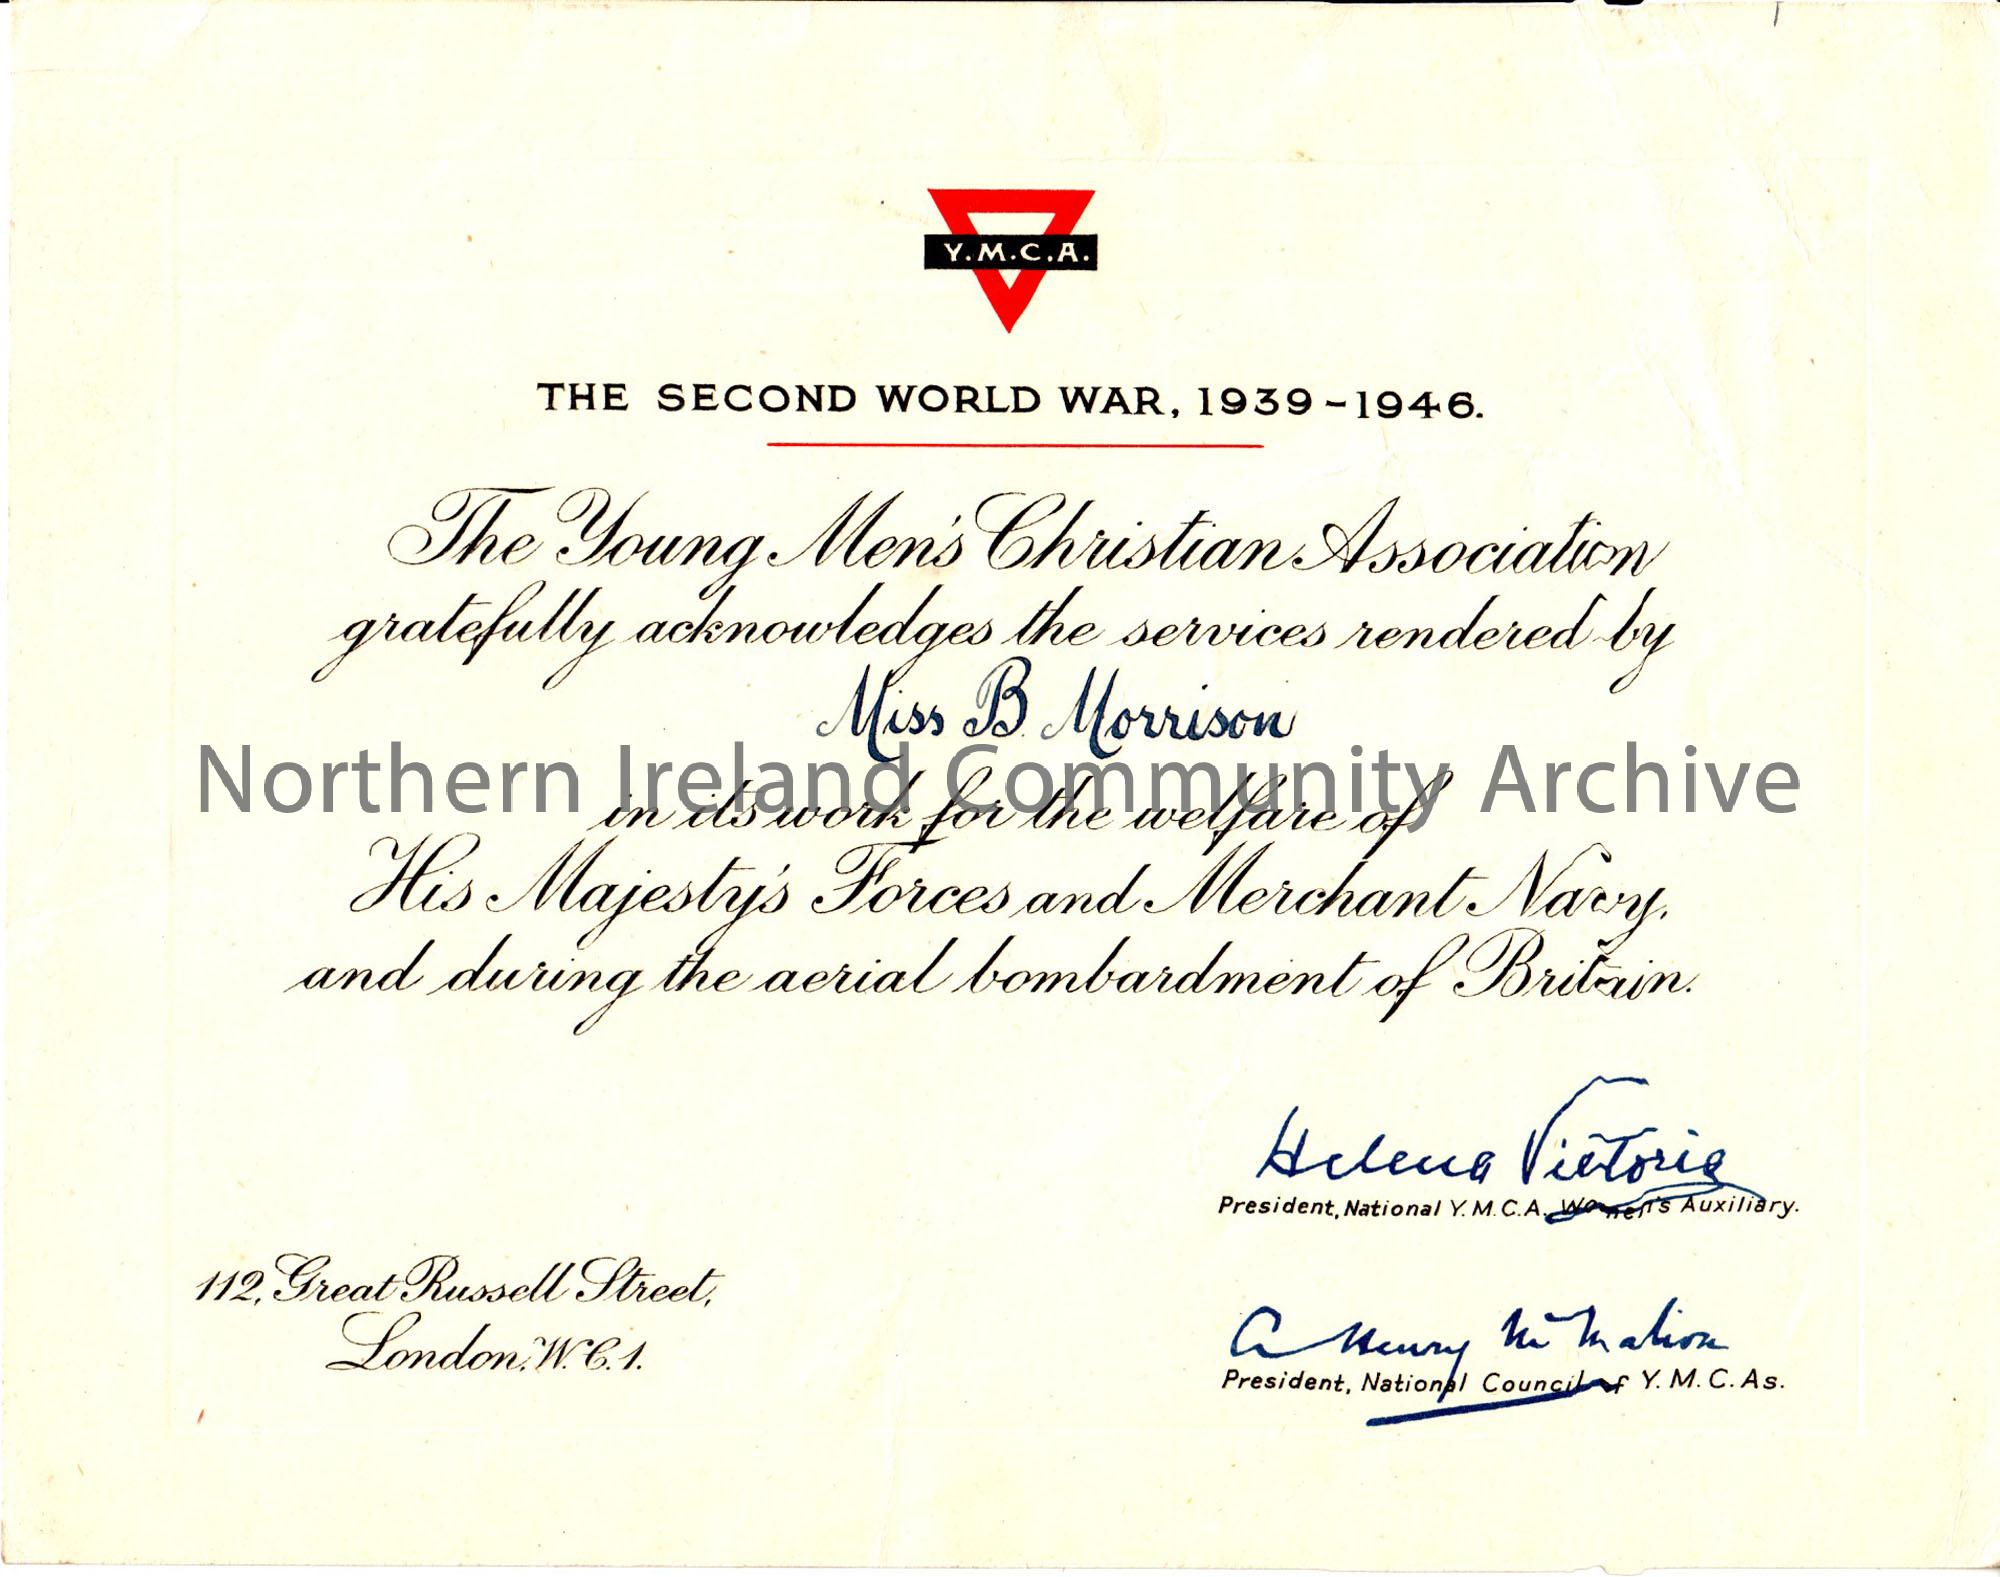 Y.M.C.A.
THE SECOND WORLD WAR, 1939-1946.
The Young Men's Christian Association
gratefully acknowledges the services rendered by
Miss B. Morrison
Northern Ireland Community Archive
in its work for the welfare of
His Majesty's Forces and Merchant Navy,
and during the aerial bombardment of Britain.
Helena Victoria
President, National Y.M.C.A. Women's Auxiliary.
112, Great Russell Street,
London, W.C.1.
A Henry McMahon
President, National Council of Y.M.C.As.